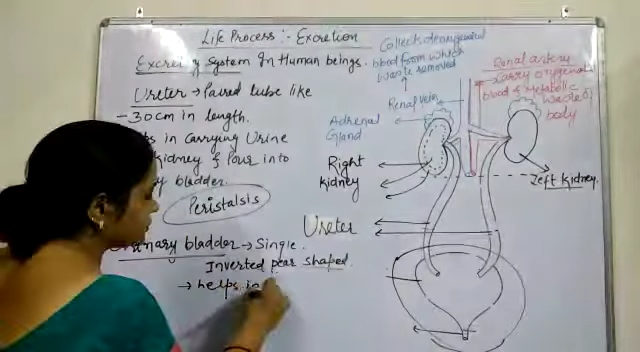 Life Process :- Excretion
Excretory System In Human beings.
Ureter → Paired tube like
- 30cm in length.
ts in Carrying Urine
Kidney & Pour into
bladder.
Peristalsis
Urinary bladder → Single.
Inverted pear shaped.
→ helps in
Collects deoxygenated
blood from which
waste removed
Renal vein
Adrenal
Gland
Right
Kidney
Ureter
Renal artery
Carry oxygenated
blood & Metabolic
waste of
body
Left Kidney.